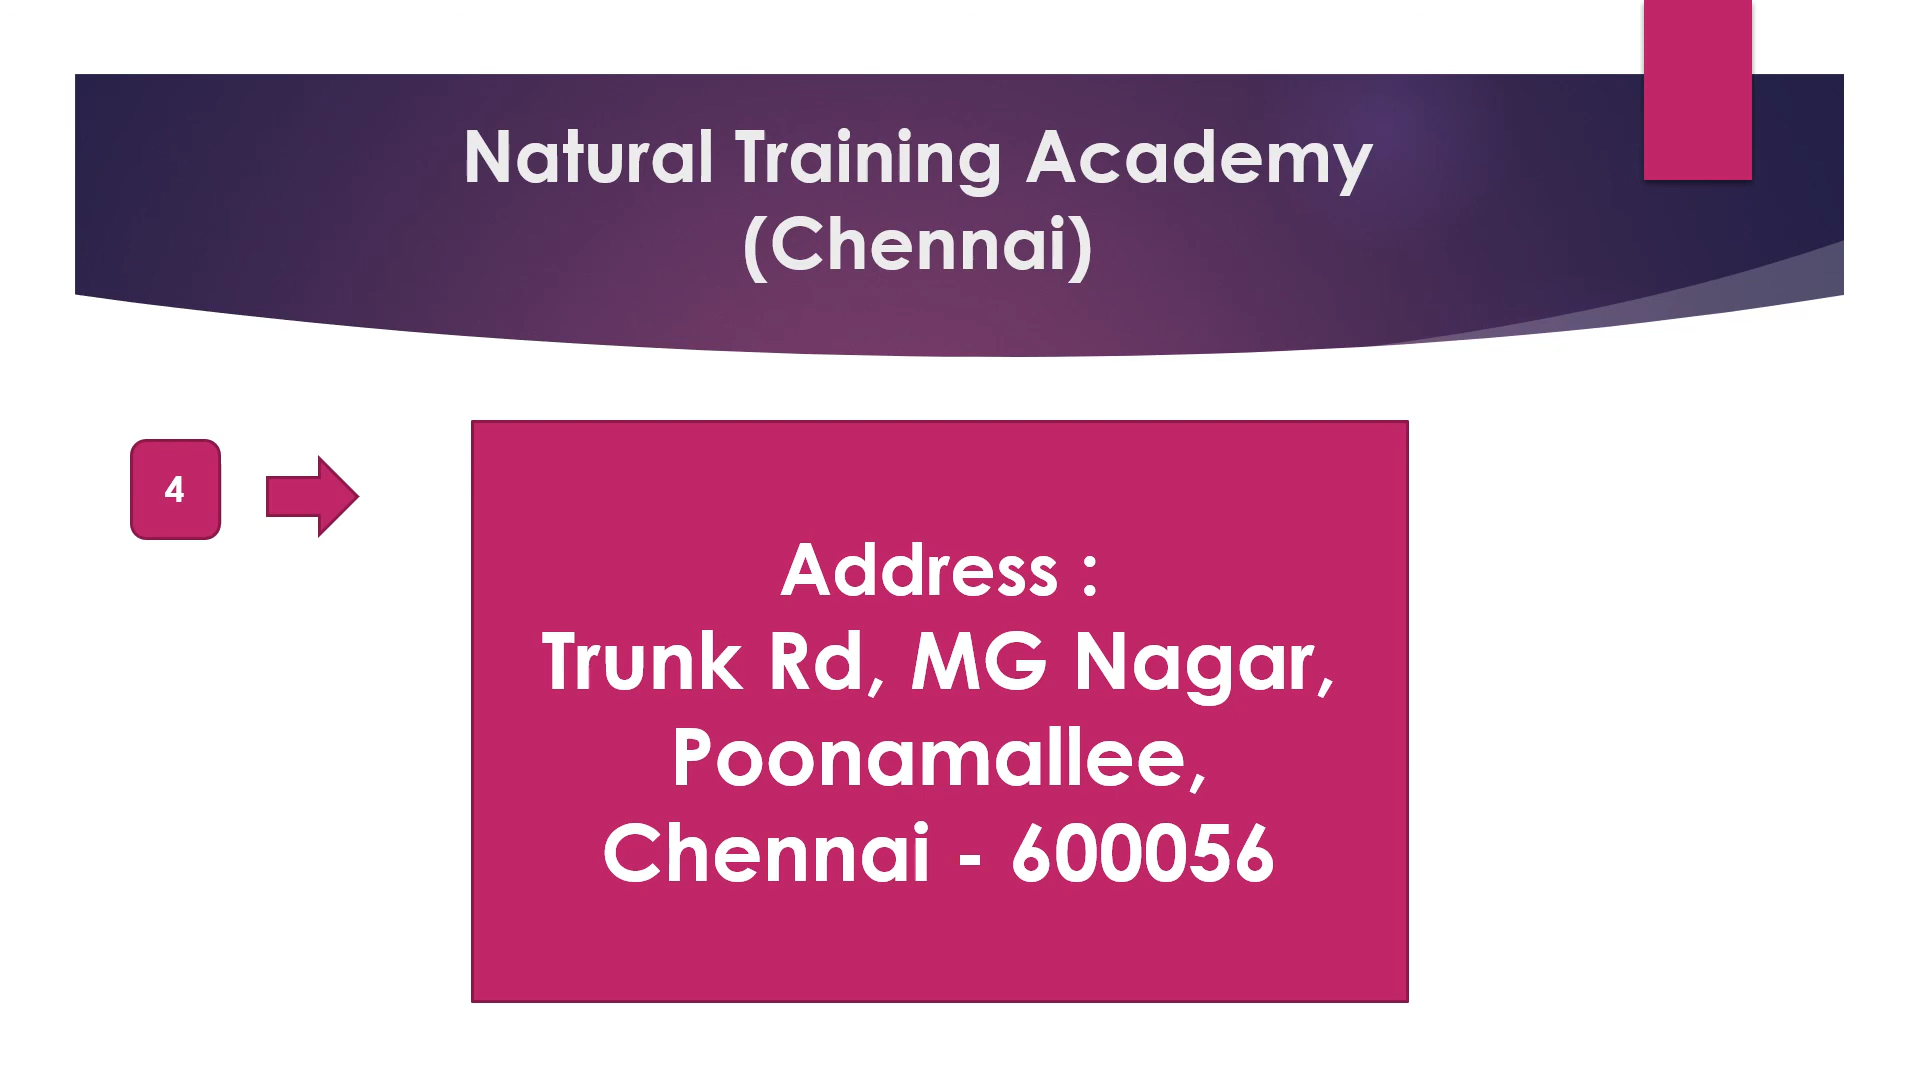 Natural Training Academy
(Chennai)
4
Address :
Trunk Rd, MG Nagar,
Poonamallee,
Chennai - 600056